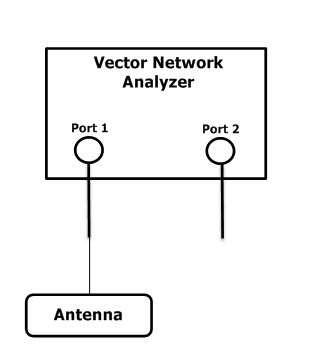 Vector Network
Analyzer
Port 1
Port 2
Antenna